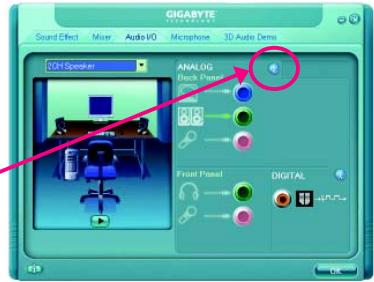 GIGABYTE
TECHNOLOGY
Sound Effect Mixer Audio I/O Microphone 3D Audio Demo
2CH Speaker
ANALOG
Back Panel
Front Panel
DIGITAL
OK